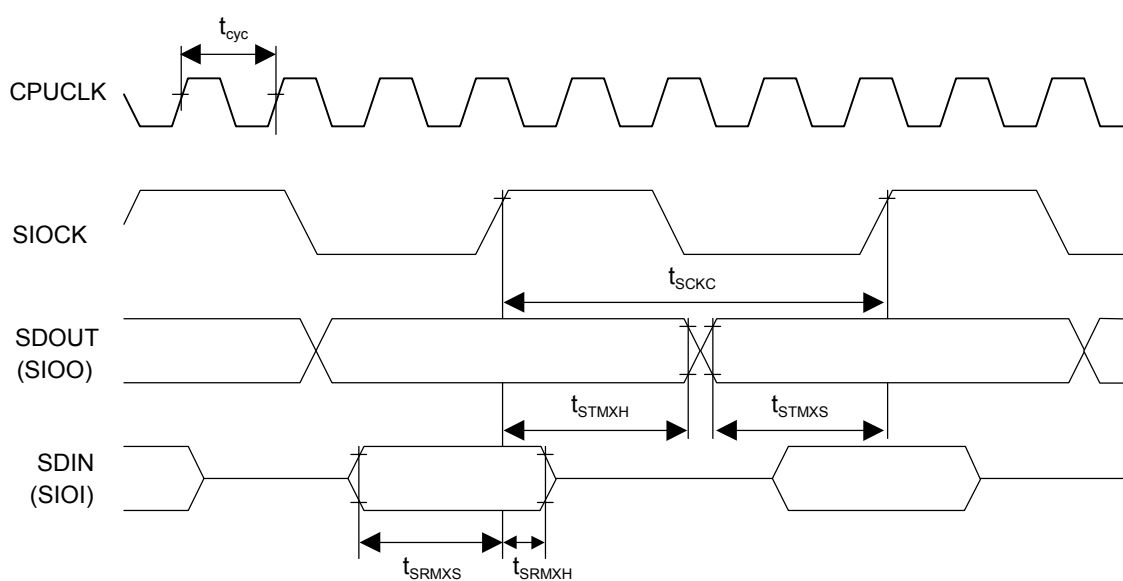 tcyc
CPUCLK
SIOCK
tSCKC
SDOUT
(SIOO)
tSTMXH
tSTMXS
SDIN
(SIOI)
tSRMXS
tSRMXH